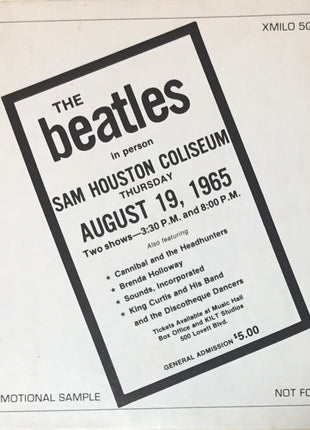 XMILO 5Q
THE
beatles
in person
SAM HOUSTON COLISEUM
THURSDAY
AUGUST 19, 1965
Two shows—3:30 P.M. and 8:00 P.M.
Also featuring
★ Cannibal and the Headhunters
★ Brenda Holloway
★ Sounds, Incorporated
★ King Curtis and His Band
and the Discotheque Dancers
Tickets Available at Music Hall
Box Office and KILT Studios
500 Lovett Blvd.
GENERAL ADMISSION $5.00
MOTIONAL SAMPLE NOT FO